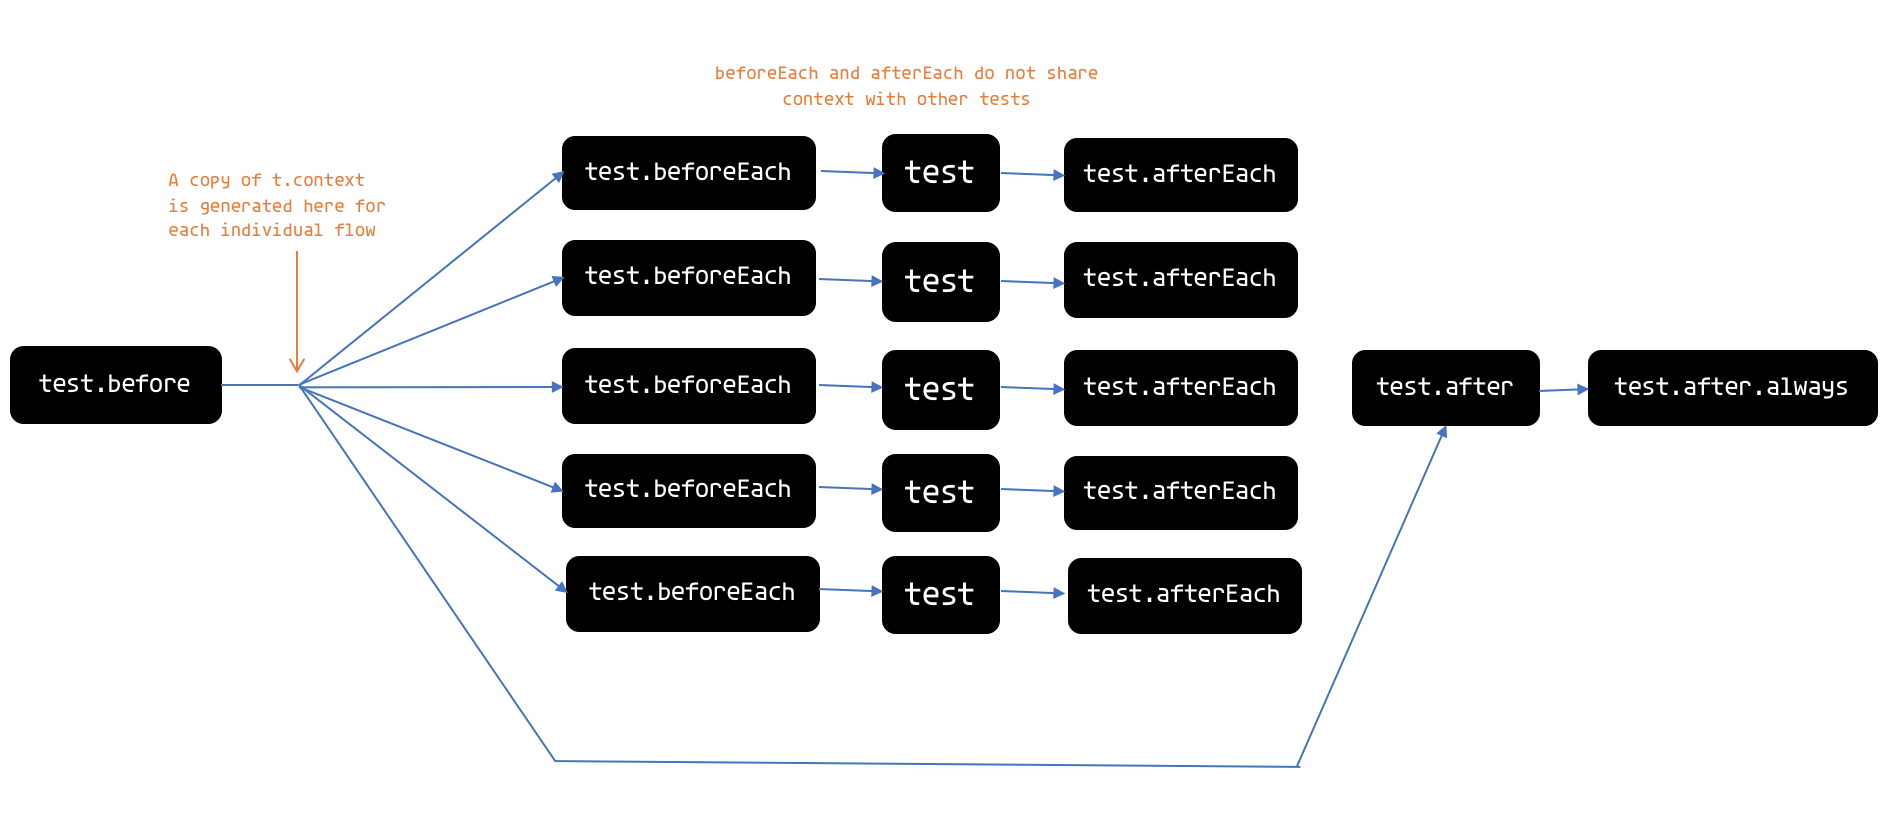 beforeEach and afterEach do not share
context with other tests
A copy of t.context
is generated here for
each individual flow
test.beforeEach
test
test.afterEach
test.beforeEach
test
test.afterEach
test.before
test.beforeEach
test
test.afterEach
test.after
test.after.always
test.beforeEach
test
test.afterEach
test.beforeEach
test
test.afterEach